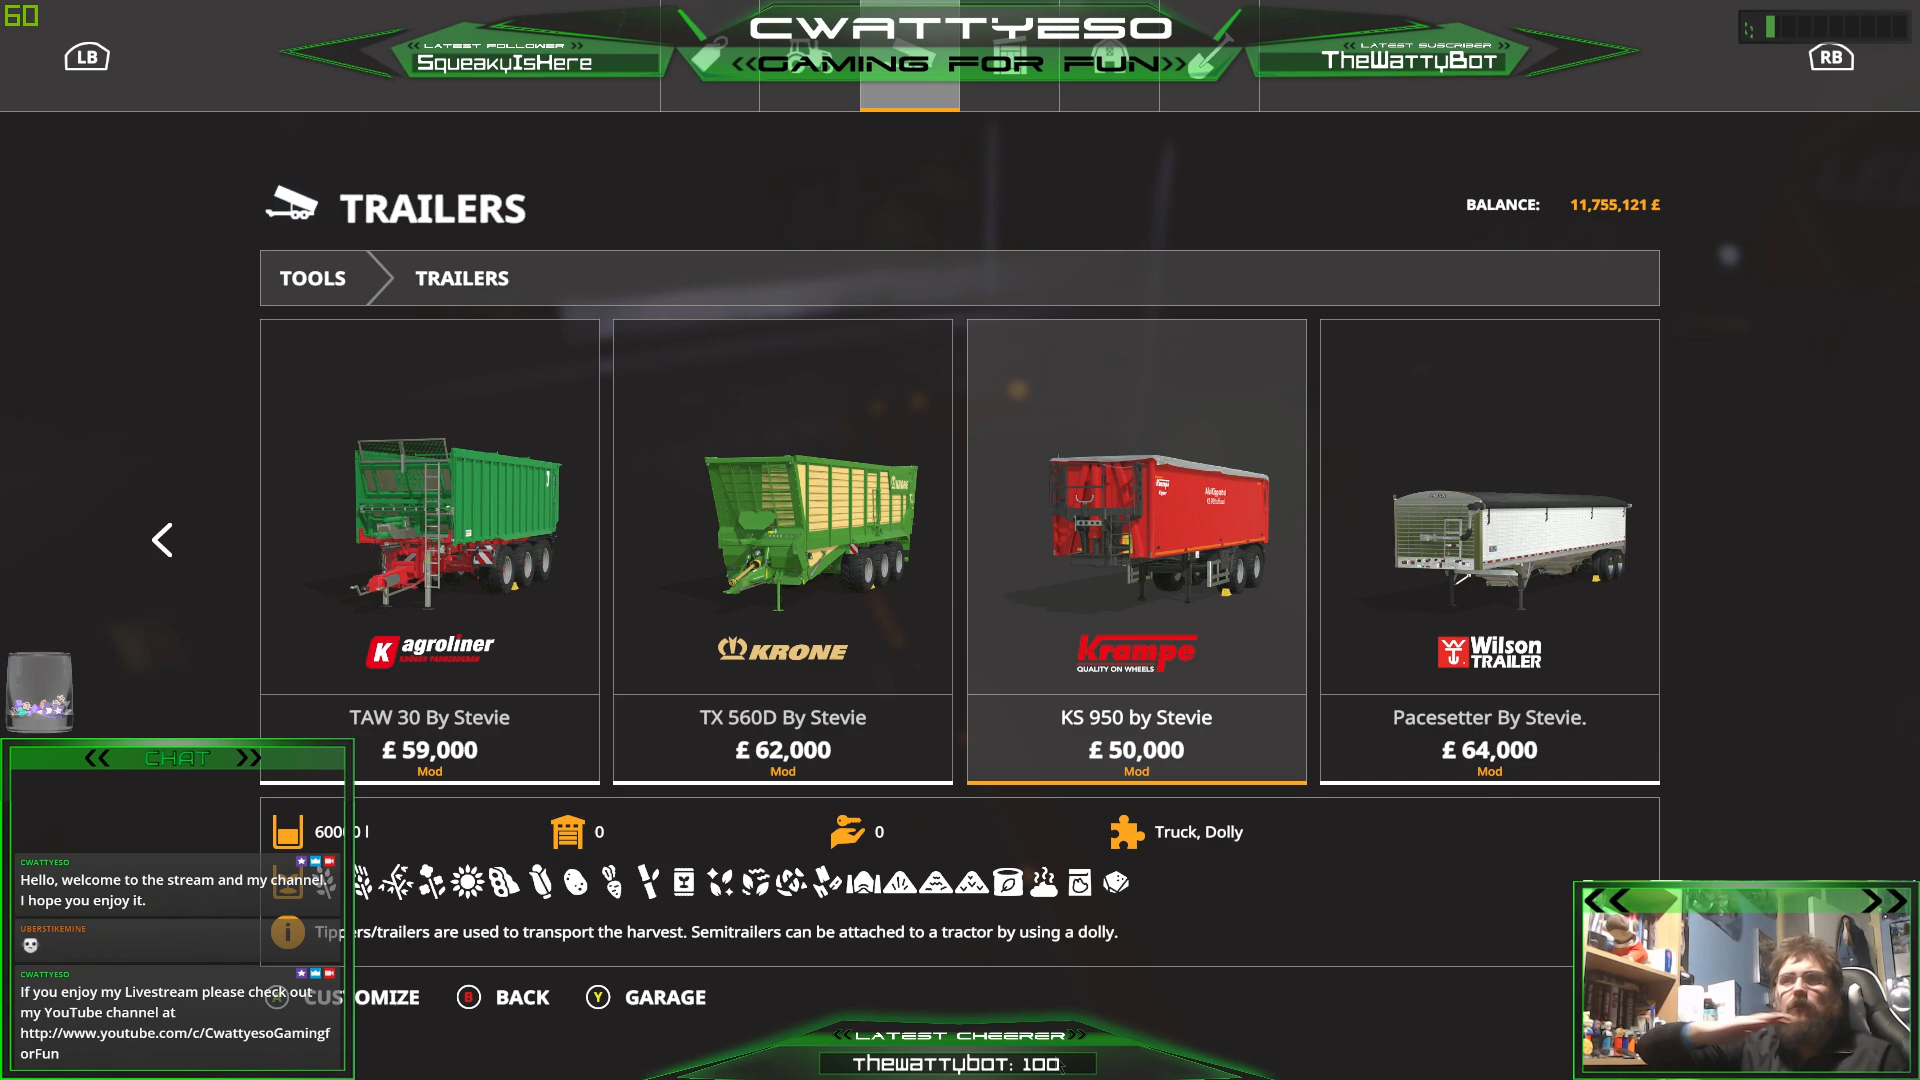 60
LB
<< LATEST FOLLOWER >>
SqueakyIsHere
CWATTYESO
<<GAMING FOR FUN>>
<< LATEST SUSCRIBER >>
TheWattyBot
RB
TRAILERS
BALANCE: 11,755,121 £
TOOLS TRAILERS
agroliner
KRONE
Krampe
QUALITY ON WHEELS
Wilson
TRAILER
TAW 30 By Stevie
£ 59,000
Mod
TX 560D By Stevie
£ 62,000
Mod
KS 950 by Stevie
£ 50,000
Mod
Pacesetter By Stevie.
£ 64,000
Mod
60000 l
0
0
Truck, Dolly
Tippers/trailers are used to transport the harvest. Semitrailers can be attached to a tractor by using a dolly.
A CUSTOMIZE
B BACK
Y GARAGE
<< CHAT >>
CWATTYESO
Hello, welcome to the stream and my channel,
I hope you enjoy it.
UBERSTIKEMINE
CWATTYESO
If you enjoy my Livestream please check out
my YouTube channel at
http://www.youtube.com/c/CwattyesoGamingf
orFun
<< LATEST CHEERER >>
thewattybot: 100